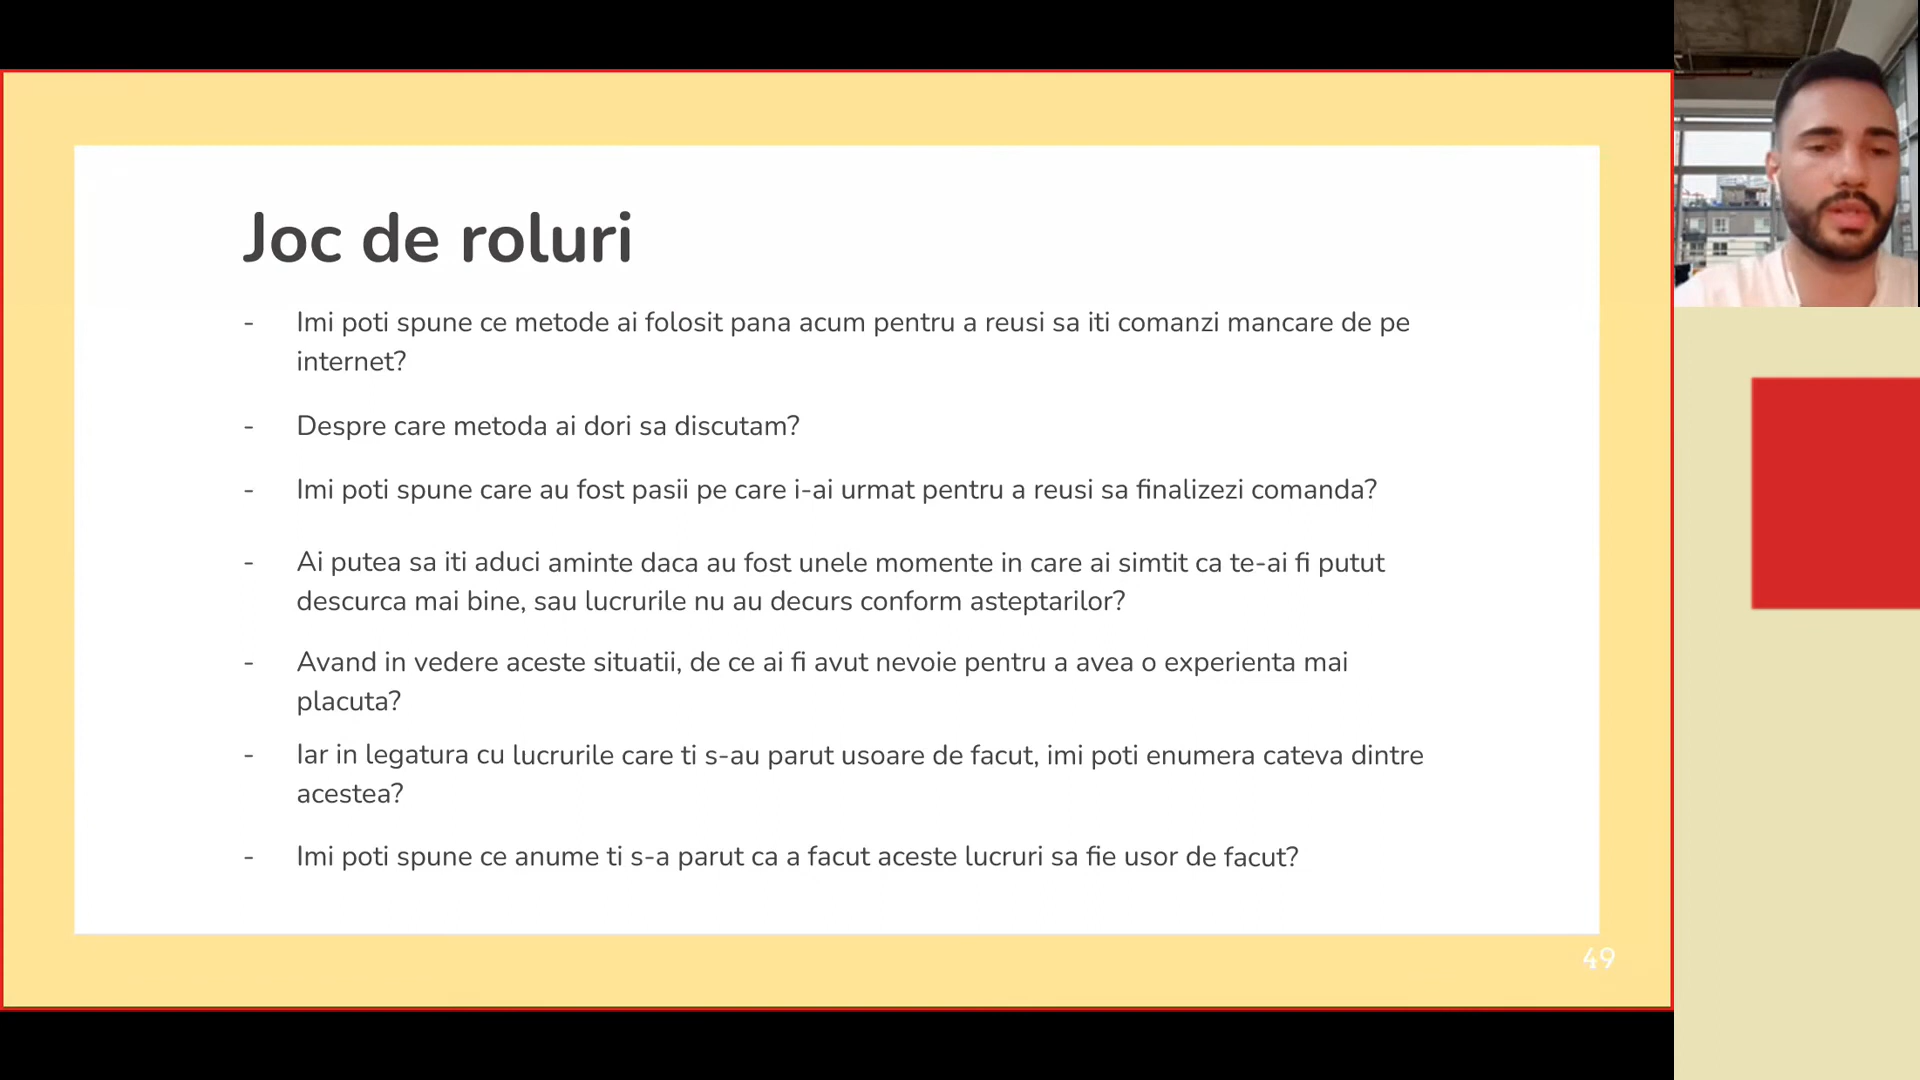 Joc de roluri
- Imi poti spune ce metode ai folosit pana acum pentru a reusi sa iti comanzi mancare de pe
internet?
- Despre care metoda ai dori sa discutam?
- Imi poti spune care au fost pasii pe care i-ai urmat pentru a reusi sa finalizezi comanda?
- Ai putea sa iti aduci aminte daca au fost unele momente in care ai simtit ca te-ai fi putut
descurca mai bine, sau lucrurile nu au decurs conform asteptarilor?
- Avand in vedere aceste situatii, de ce ai fi avut nevoie pentru a avea o experienta mai
placuta?
- Iar in legatura cu lucrurile care ti s-au parut usoare de facut, imi poti enumera cateva dintre
acestea?
- Imi poti spune ce anume ti s-a parut ca a facut aceste lucruri sa fie usor de facut?
49